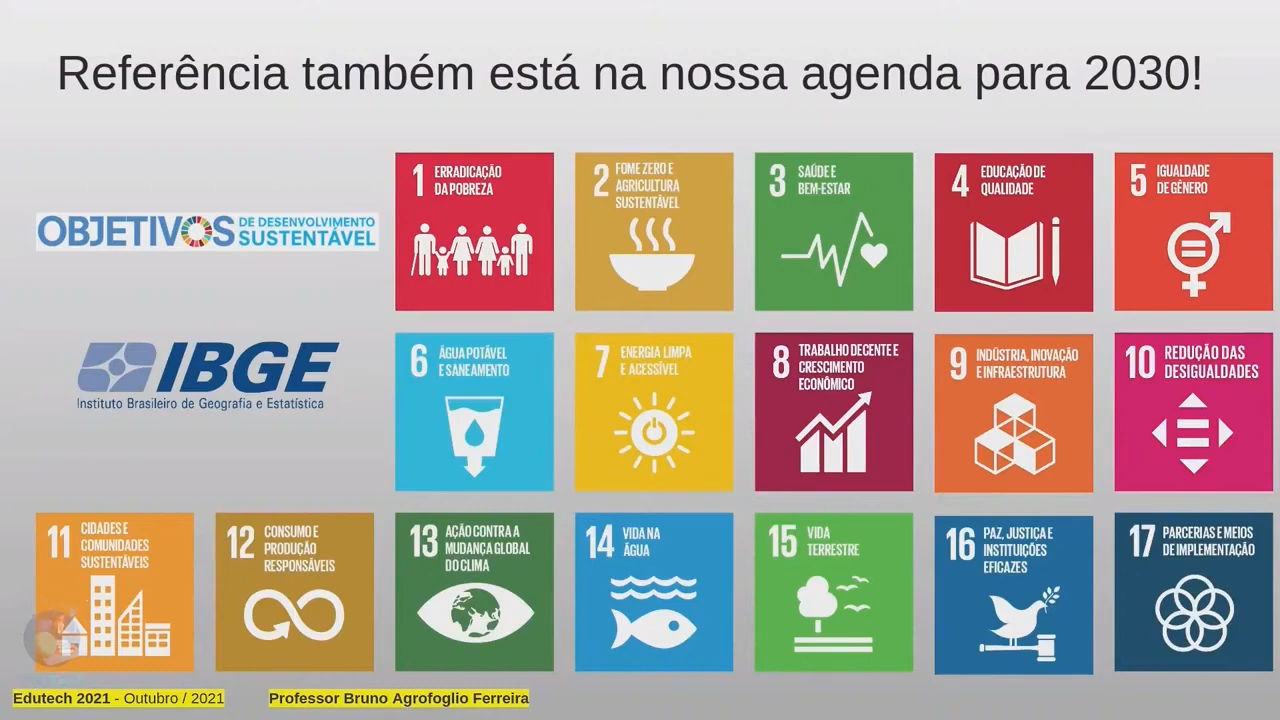 Referência também está na nossa agenda para 2030!
OBJETIVOS DE DESENVOLVIMENTO
SUSTENTÁVEL
1 ERRADICAÇÃO
DA POBREZA
2 FOME ZERO E
AGRICULTURA
SUSTENTÁVEL
3 SAÚDE E
BEM-ESTAR
4 EDUCAÇÃO DE
QUALIDADE
5 IGUALDADE
DE GÊNERO
IBGE
Instituto Brasileiro de Geografia e Estatística
6 ÁGUA POTÁVEL
E SANEAMENTO
7 ENERGIA LIMPA
E ACESSÍVEL
8 TRABALHO DECENTE E
CRESCIMENTO
ECONÔMICO
9 INDÚSTRIA, INOVAÇÃO
E INFRAESTRUTURA
10 REDUÇÃO DAS
DESIGUALDADES
11 CIDADES E
COMUNIDADES
SUSTENTÁVEIS
12 CONSUMO E
PRODUÇÃO
RESPONSÁVEIS
13 AÇÃO CONTRA A
MUDANÇA GLOBAL
DO CLIMA
14 VIDA NA
ÁGUA
15 VIDA
TERRESTRE
16 PAZ, JUSTIÇA E
INSTITUIÇÕES
EFICAZES
17 PARCERIAS E MEIOS
DE IMPLEMENTAÇÃO
Edutech 2021 - Outubro / 2021
Professor Bruno Agrofoglio Ferreira